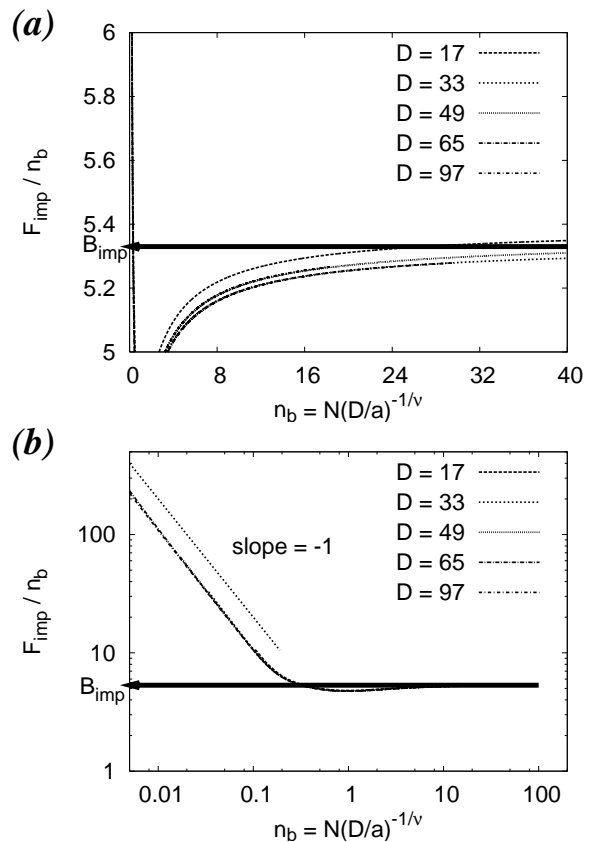 (a)
6
5.8
5.6
5.4
5.2
5
B_imp
F_imp / n_b
D = 17
D = 33
D = 49
D = 65
D = 97
0 8 16 24 32 40
n_b = N(D/a)^{-1/ν}
(b)
100
10
1
B_imp
F_imp / n_b
slope = -1
D = 17
D = 33
D = 49
D = 65
D = 97
0.01 0.1 1 10 100
n_b = N(D/a)^{-1/ν}